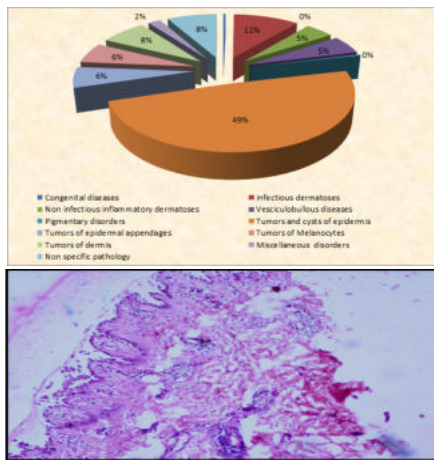 2%
8%
0%
8%
11%
6%
5%
6%
5%
0%
49%
Congenital diseases
Infectious dermatoses
Non infectious inflammatory dermatoses
Vesciculobullous diseases
Pigmentary disorders
Tumors and cysts of epidermis
Tumors of epidermal appendages
Tumors of Melanocytes
Tumors of dermis
Miscellaneous disorders
Non specific pathology